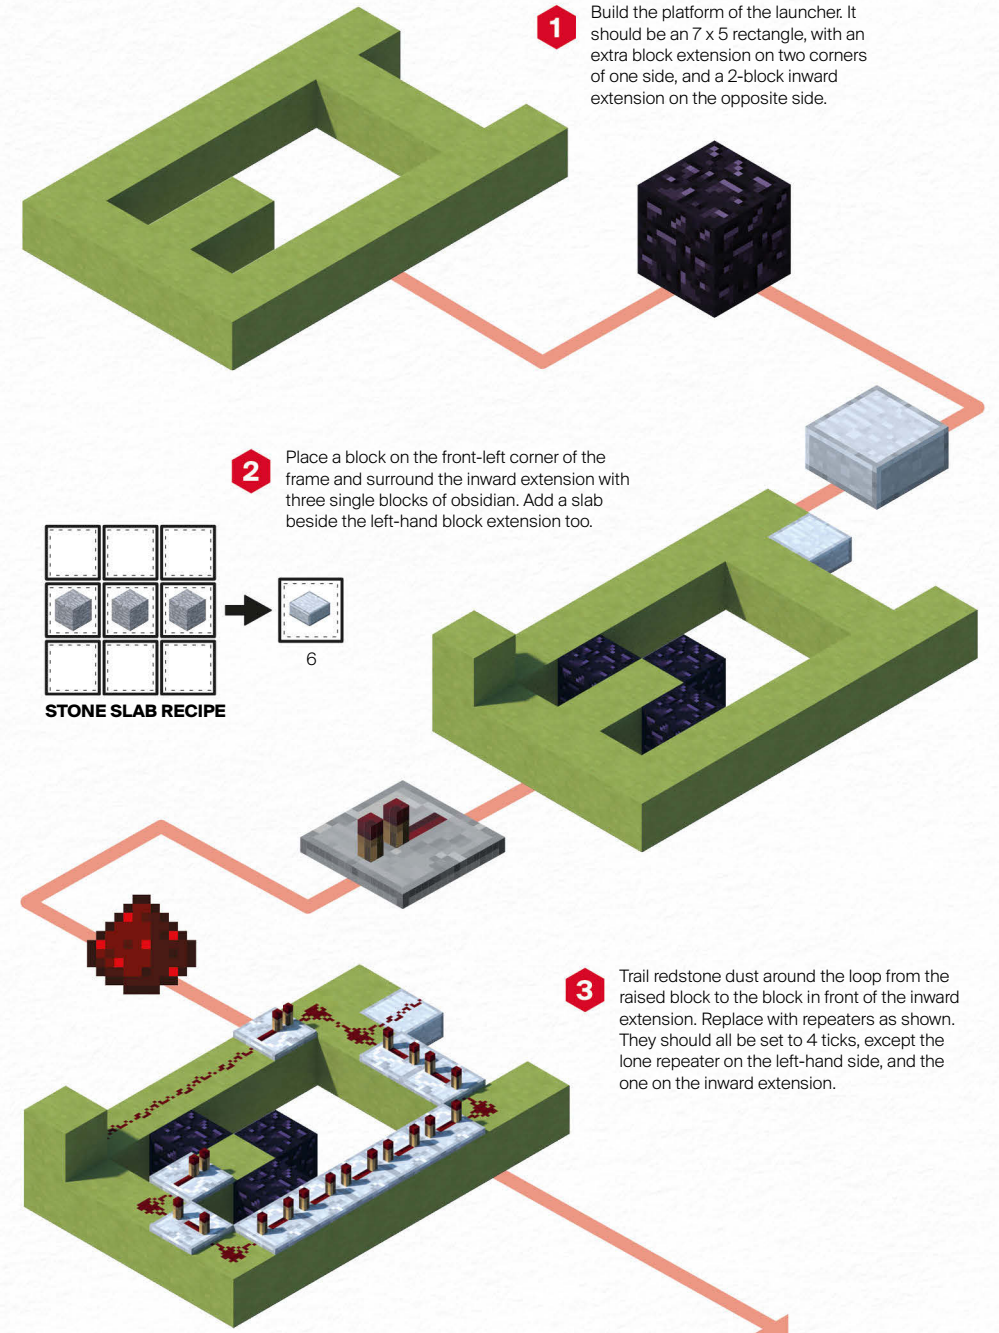 1
Build the platform of the launcher. It
should be an 7 x 5 rectangle, with an
extra block extension on two corners
of one side, and a 2-block inward
extension on the opposite side.
2
Place a block on the front-left corner of the
frame and surround the inward extension with
three single blocks of obsidian. Add a slab
beside the left-hand block extension too.
6
STONE SLAB RECIPE
3
Trail redstone dust around the loop from the
raised block to the block in front of the inward
extension. Replace with repeaters as shown.
They should all be set to 4 ticks, except the
lone repeater on the left-hand side, and the
one on the inward extension.